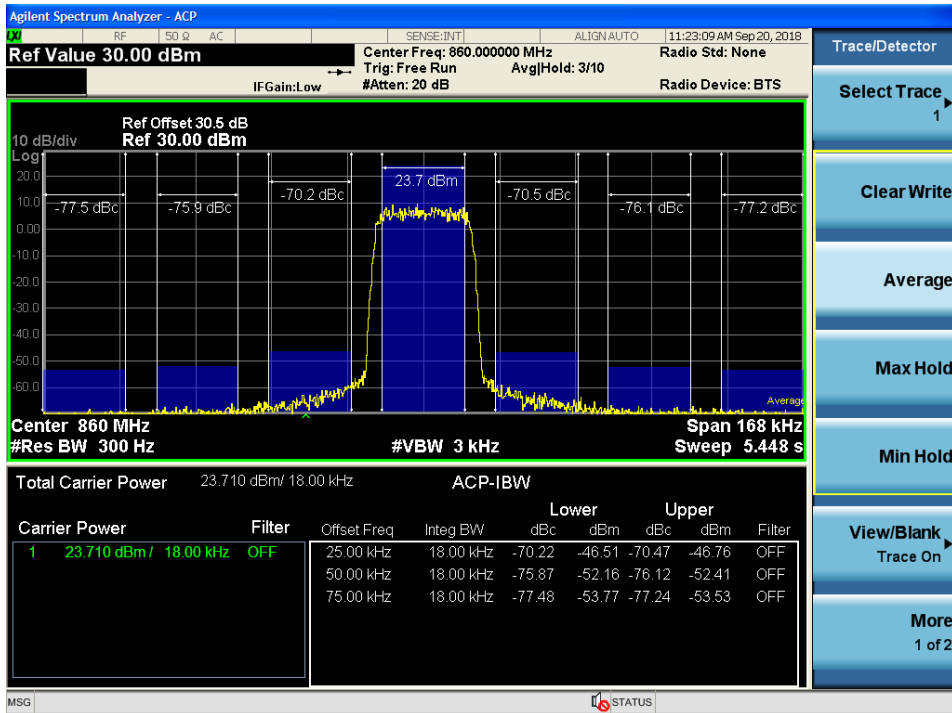 Agilent Spectrum Analyzer - ACP
LXI RF 50 Ω AC SENSE:INT ALIGN AUTO 11:23:09 AM Sep 20, 2018
Ref Value 30.00 dBm
Center Freq: 860.000000 MHz
Radio Std: None
Trig: Free Run
Avg|Hold: 3/10
IFGain:Low
#Atten: 20 dB
Radio Device: BTS
Ref Offset 30.5 dB
10 dB/div
Ref 30.00 dBm
Log
20.0
10.0
0.00
-10.0
-20.0
-30.0
-40.0
-50.0
-60.0
-77.5 dBc
-75.9 dBc
-70.2 dBc
23.7 dBm
-70.5 dBc
-76.1 dBc
-77.2 dBc
Average
Center 860 MHz
Span 168 kHz
#Res BW 300 Hz
#VBW 3 kHz
Sweep 5.448 s
Total Carrier Power 23.710 dBm/ 18.00 kHz
ACP-IBW
Lower Upper
Carrier Power Filter
Offset Freq Integ BW dBc dBm dBc dBm Filter
1 23.710 dBm / 18.00 kHz OFF
25.00 kHz 18.00 kHz -70.22 -46.51 -70.47 -46.76 OFF
50.00 kHz 18.00 kHz -75.87 -52.16 -76.12 -52.41 OFF
75.00 kHz 18.00 kHz -77.48 -53.77 -77.24 -53.53 OFF
MSG
STATUS
Trace/Detector
Select Trace
1
Clear Write
Average
Max Hold
Min Hold
View/Blank
Trace On
More
1 of 2